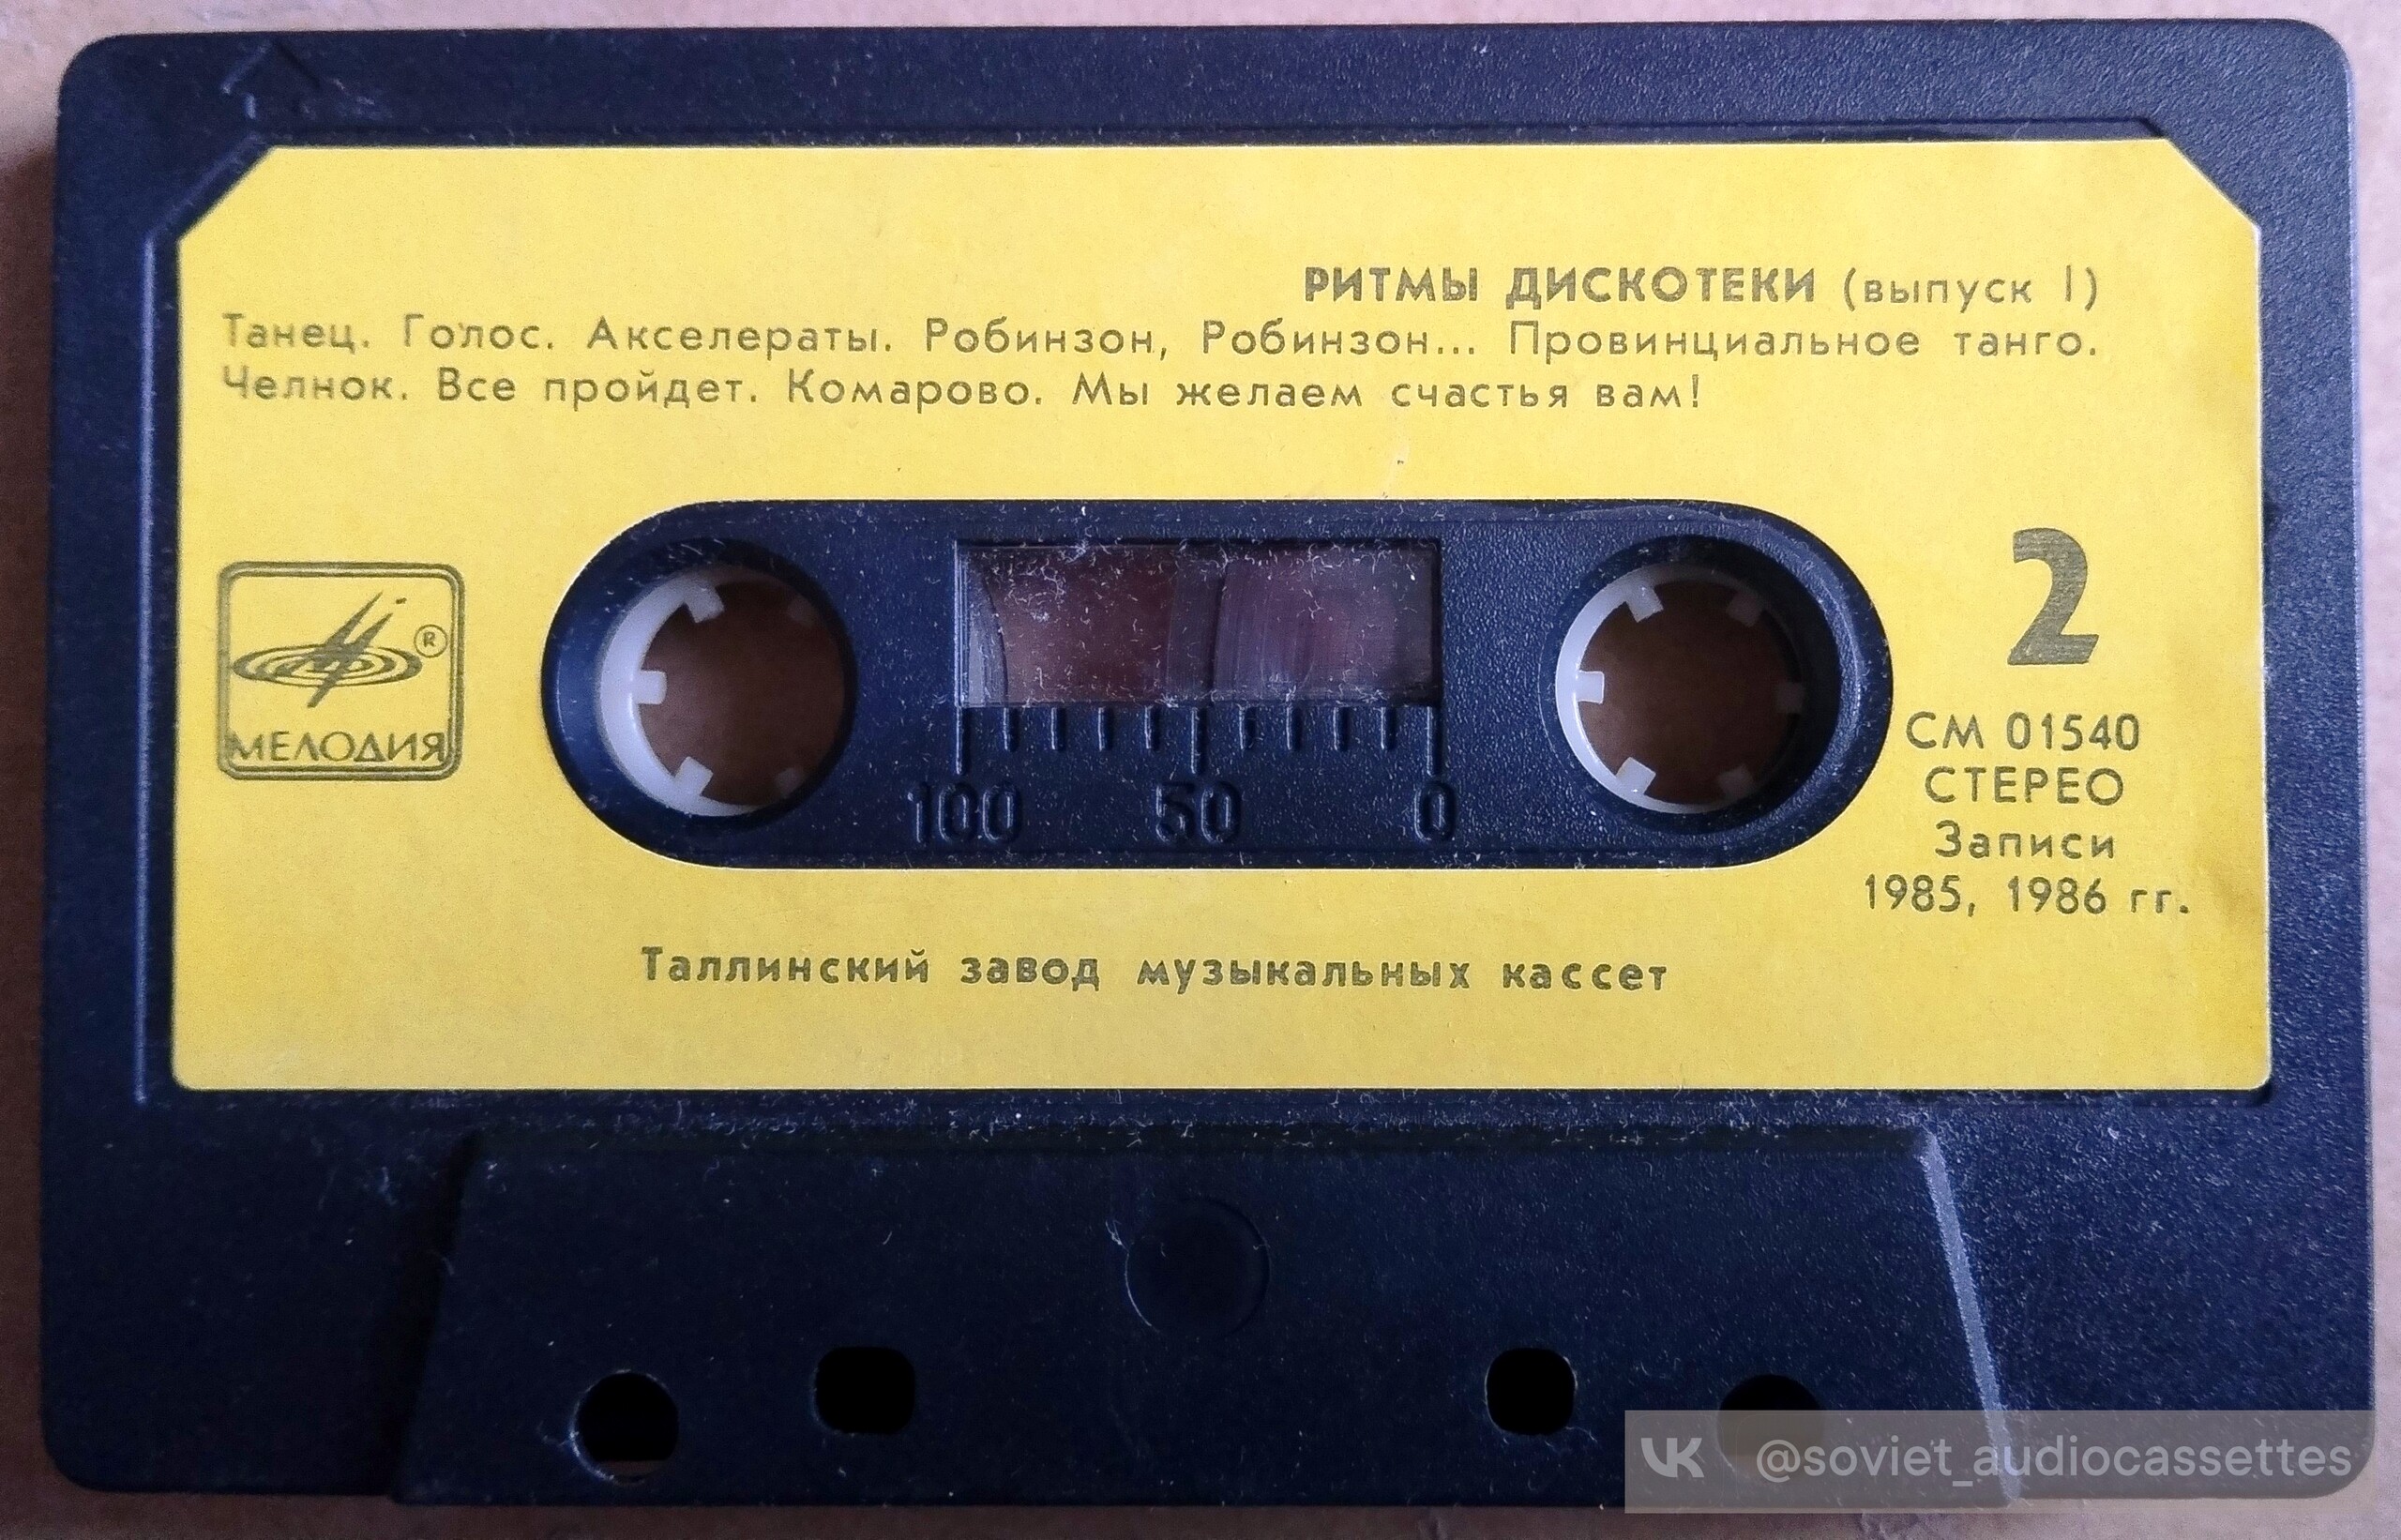 РИТМЫ ДИСКОТЕКИ (выпуск I)
Танец. Голос. Акселераты. Робинзон, Робинзон... Провинциальное танго.
Челнок. Все пройдет. Комарово. Мы желаем счастья вам!
®
МЕЛОДИЯ
2
СМ 01540
СТЕРЕО
Записи
1985, 1986 гг.
100 50 0
Таллинский завод музыкальных кассет
VK @soviet_audiocassettes